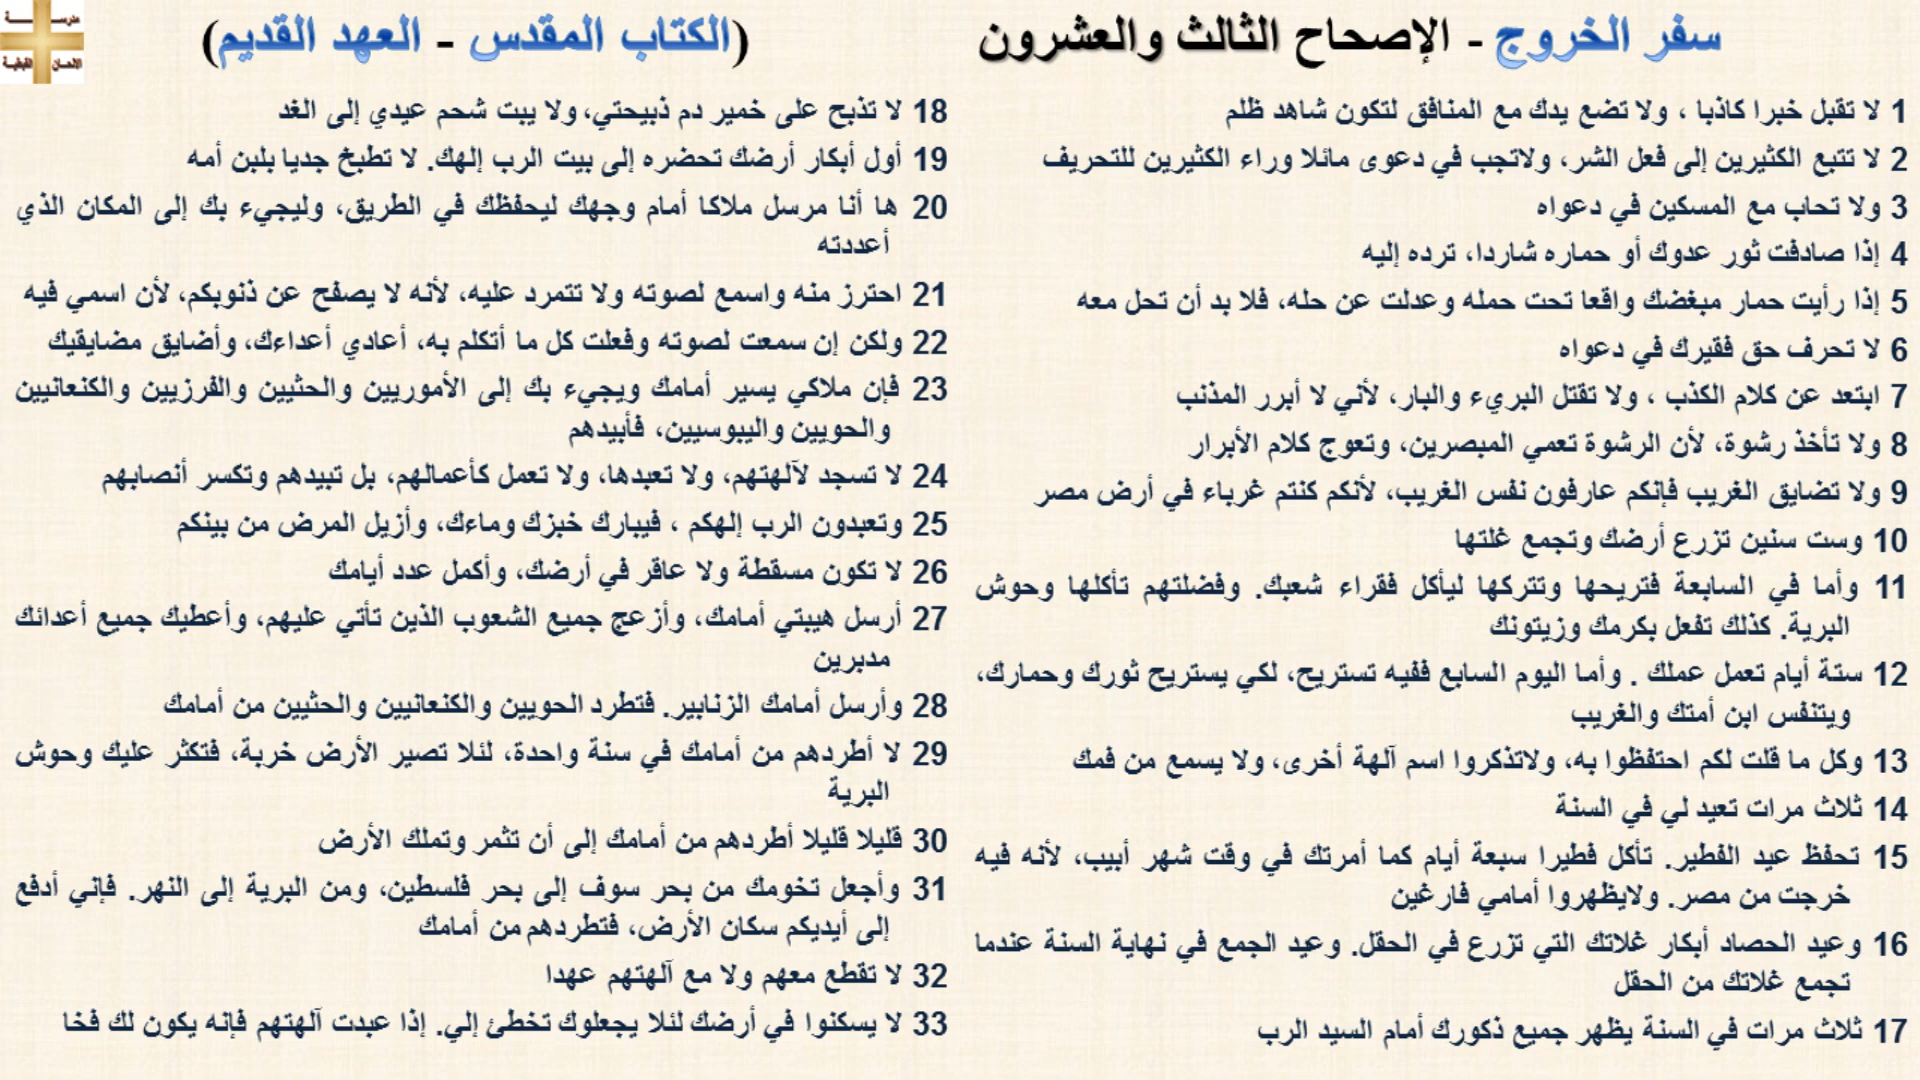 سفر الخروج - الإصحاح الثالث والعشرون
(الكتاب المقدس - العهد القديم)
مدرســـة
الشمـاس القبطيـة
1 لا تقبل خبرا كاذبا ، ولا تضع يدك مع المنافق لتكون شاهد ظلم
2 لا تتبع الكثيرين إلى فعل الشر، ولاتجب في دعوى مائلا وراء الكثيرين للتحريف
3 ولا تحاب مع المسكين في دعواه
4 إذا صادفت ثور عدوك أو حماره شاردا، ترده إليه
5 إذا رأيت حمار مبغضك واقعا تحت حمله وعدلت عن حله، فلا بد أن تحل معه
6 لا تحرف حق فقيرك في دعواه
7 ابتعد عن كلام الكذب ، ولا تقتل البريء والبار، لأني لا أبرر المذنب
8 ولا تأخذ رشوة، لأن الرشوة تعمي المبصرين، وتعوج كلام الأبرار
9 ولا تضايق الغريب فإنكم عارفون نفس الغريب، لأنكم كنتم غرباء في أرض مصر
10 وست سنين تزرع أرضك وتجمع غلتها
11 وأما في السابعة فتريحها وتتركها ليأكل فقراء شعبك. وفضلتهم تأكلها وحوش
البرية. كذلك تفعل بكرمك وزيتونك
12 ستة أيام تعمل عملك . وأما اليوم السابع ففيه تستريح، لكي يستريح ثورك وحمارك،
ويتنفس ابن أمتك والغريب
13 وكل ما قلت لكم احتفظوا به، ولاتذكروا اسم آلهة أخرى، ولا يسمع من فمك
14 ثلاث مرات تعيد لي في السنة
15 تحفظ عيد الفطير. تأكل فطيرا سبعة أيام كما أمرتك في وقت شهر أبيب، لأنه فيه
خرجت من مصر. ولايظهروا أمامي فارغين
16 وعيد الحصاد أبكار غلاتك التي تزرع في الحقل. وعيد الجمع في نهاية السنة عندما
تجمع غلاتك من الحقل
17 ثلاث مرات في السنة يظهر جميع ذكورك أمام السيد الرب
18 لا تذبح على خمير دم ذبيحتي، ولا يبت شحم عيدي إلى الغد
19 أول أبكار أرضك تحضره إلى بيت الرب إلهك. لا تطبخ جديا بلبن أمه
20 ها أنا مرسل ملاكا أمام وجهك ليحفظك في الطريق، وليجيء بك إلى المكان الذي
أعددته
21 احترز منه واسمع لصوته ولا تتمرد عليه، لأنه لا يصفح عن ذنوبكم، لأن اسمي فيه
22 ولكن إن سمعت لصوته وفعلت كل ما أتكلم به، أعادي أعداءك، وأضايق مضايقيك
23 فإن ملاكي يسير أمامك ويجيء بك إلى الأموريين والحثيين والفرزيين والكنعانيين
والحويين واليبوسيين، فأبيدهم
24 لا تسجد لآلهتهم، ولا تعبدها، ولا تعمل كأعمالهم، بل تبيدهم وتكسر أنصابهم
25 وتعبدون الرب إلهكم ، فيبارك خبزك وماءك، وأزيل المرض من بينكم
26 لا تكون مسقطة ولا عاقر في أرضك، وأكمل عدد أيامك
27 أرسل هيبتي أمامك، وأزعج جميع الشعوب الذين تأتي عليهم، وأعطيك جميع أعدائك
مدبرين
28 وأرسل أمامك الزنابير. فتطرد الحويين والكنعانيين والحثيين من أمامك
29 لا أطردهم من أمامك في سنة واحدة، لئلا تصير الأرض خربة، فتكثر عليك وحوش
البرية
30 قليلا قليلا أطردهم من أمامك إلى أن تثمر وتملك الأرض
31 وأجعل تخومك من بحر سوف إلى بحر فلسطين، ومن البرية إلى النهر. فإني أدفع
إلى أيديكم سكان الأرض، فتطردهم من أمامك
32 لا تقطع معهم ولا مع آلهتهم عهدا
33 لا يسكنوا في أرضك لئلا يجعلوك تخطئ إلي. إذا عبدت آلهتهم فإنه يكون لك فخا